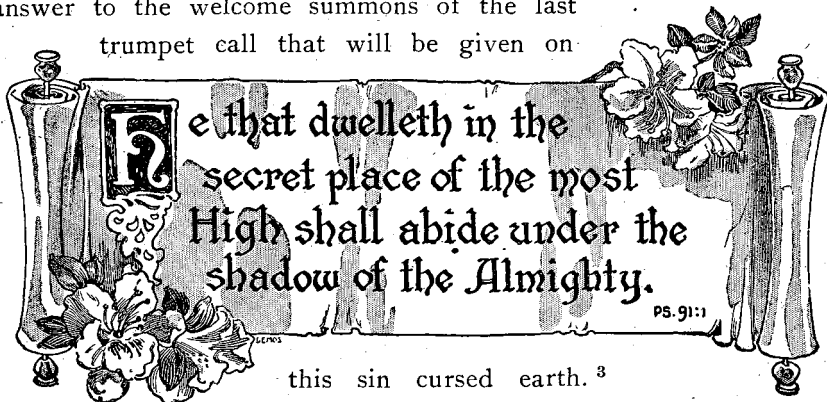 answer to the welcome summons of the last
trumpet call that will be given on
He that dwelleth in the
secret place of the most
High shall abide under the
shadow of the Almighty.
PS. 91:1
LEMOS
this sin cursed earth. 3